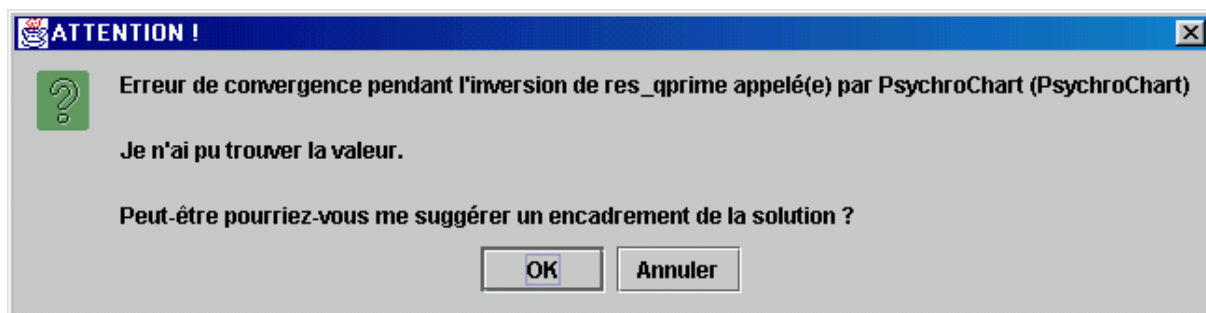 ATTENTION !
Erreur de convergence pendant l'inversion de res_qprime appelé(e) par PsychroChart (PsychroChart)
Je n'ai pu trouver la valeur.
Peut-être pourriez-vous me suggérer un encadrement de la solution ?
OK Annuler